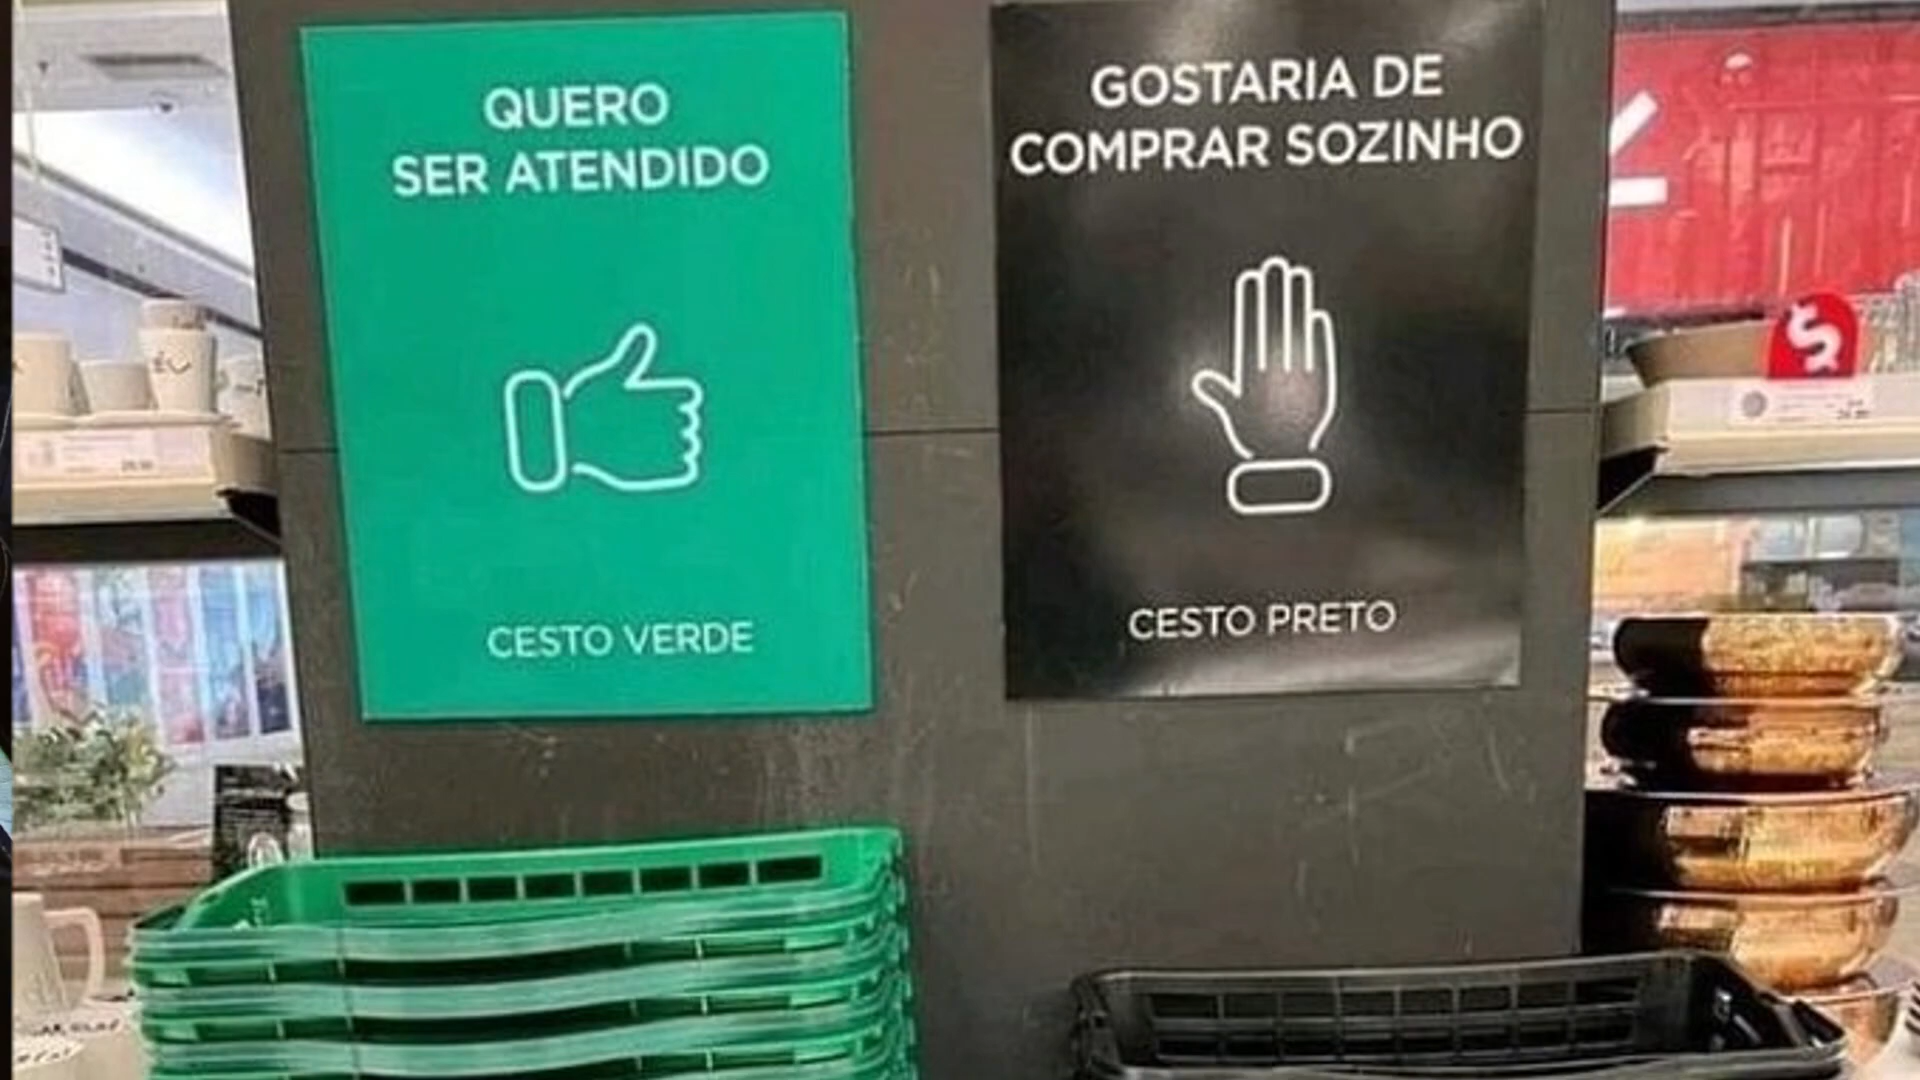 QUERO
SER ATENDIDO
CESTO VERDE
GOSTARIA DE
COMPRAR SOZINHO
CESTO PRETO